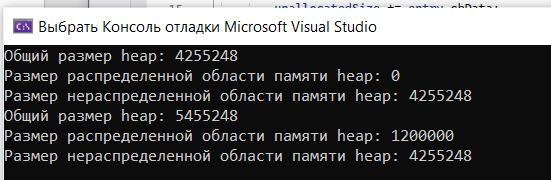 15
unallocatedSize += entry.cbData;
Выбрать Консоль отладки Microsoft Visual Studio
Общий размер heap: 4255248
Размер распределенной области памяти heap: 0
Размер нераспределенной области памяти heap: 4255248
Общий размер heap: 5455248
Размер распределенной области памяти heap: 1200000
Размер нераспределенной области памяти heap: 4255248